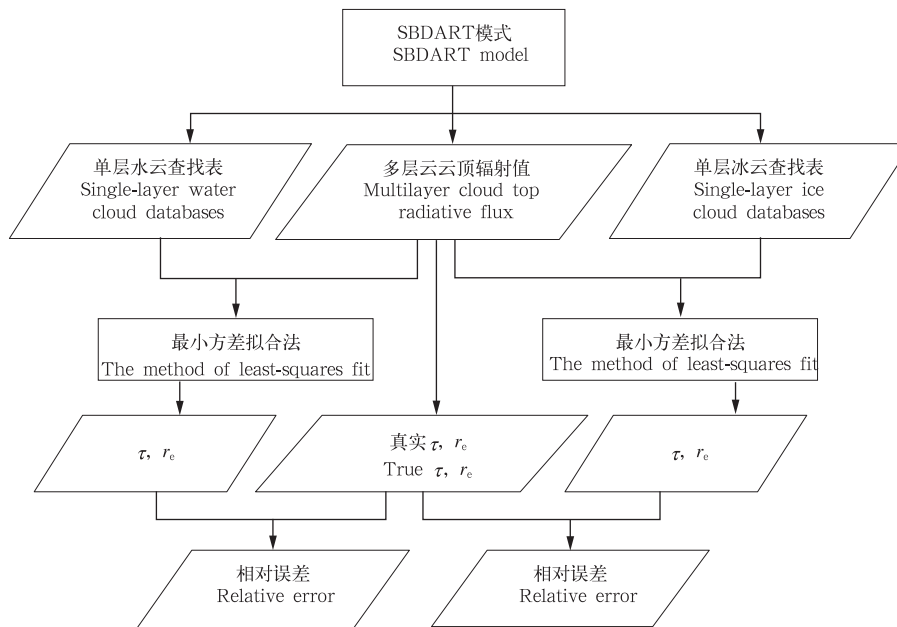 SBDART模式
SBDART model
单层水云查找表
Single-layer water
cloud databases
多层云云顶辐射值
Multilayer cloud top
radiative flux
单层冰云查找表
Single-layer ice
cloud databases
最小方差拟合法
The method of least-squares fit
最小方差拟合法
The method of least-squares fit
τ, rₑ
真实τ, rₑ
True τ, rₑ
τ, rₑ
相对误差
Relative error
相对误差
Relative error